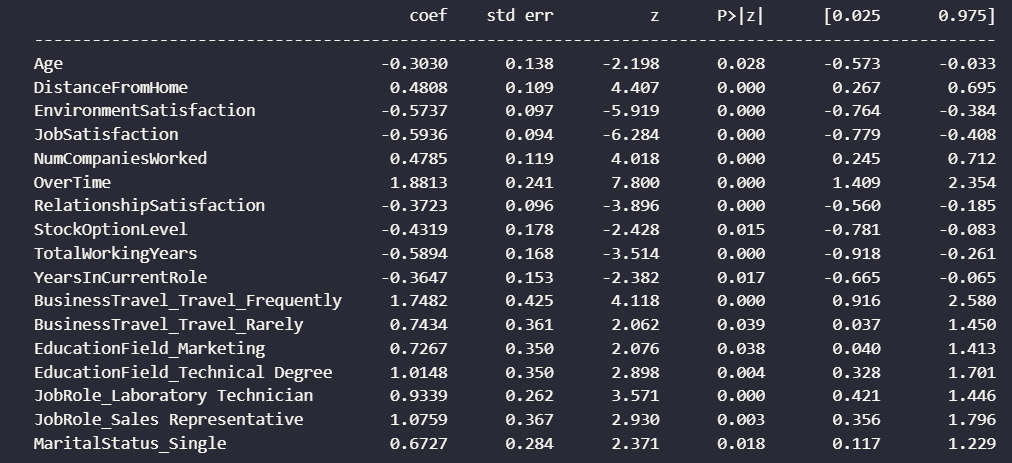 coef std err z P>|z| [0.025 0.975]
----------------------------------------------------------------------------------------------------
Age -0.3030 0.138 -2.198 0.028 -0.573 -0.033
DistanceFromHome 0.4808 0.109 4.407 0.000 0.267 0.695
EnvironmentSatisfaction -0.5737 0.097 -5.919 0.000 -0.764 -0.384
JobSatisfaction -0.5936 0.094 -6.284 0.000 -0.779 -0.408
NumCompaniesWorked 0.4785 0.119 4.018 0.000 0.245 0.712
OverTime 1.8813 0.241 7.800 0.000 1.409 2.354
RelationshipSatisfaction -0.3723 0.096 -3.896 0.000 -0.560 -0.185
StockOptionLevel -0.4319 0.178 -2.428 0.015 -0.781 -0.083
TotalWorkingYears -0.5894 0.168 -3.514 0.000 -0.918 -0.261
YearsInCurrentRole -0.3647 0.153 -2.382 0.017 -0.665 -0.065
BusinessTravel_Travel_Frequently 1.7482 0.425 4.118 0.000 0.916 2.580
BusinessTravel_Travel_Rarely 0.7434 0.361 2.062 0.039 0.037 1.450
EducationField_Marketing 0.7267 0.350 2.076 0.038 0.040 1.413
EducationField_Technical Degree 1.0148 0.350 2.898 0.004 0.328 1.701
JobRole_Laboratory Technician 0.9339 0.262 3.571 0.000 0.421 1.446
JobRole_Sales Representative 1.0759 0.367 2.930 0.003 0.356 1.796
MaritalStatus_Single 0.6727 0.284 2.371 0.018 0.117 1.229